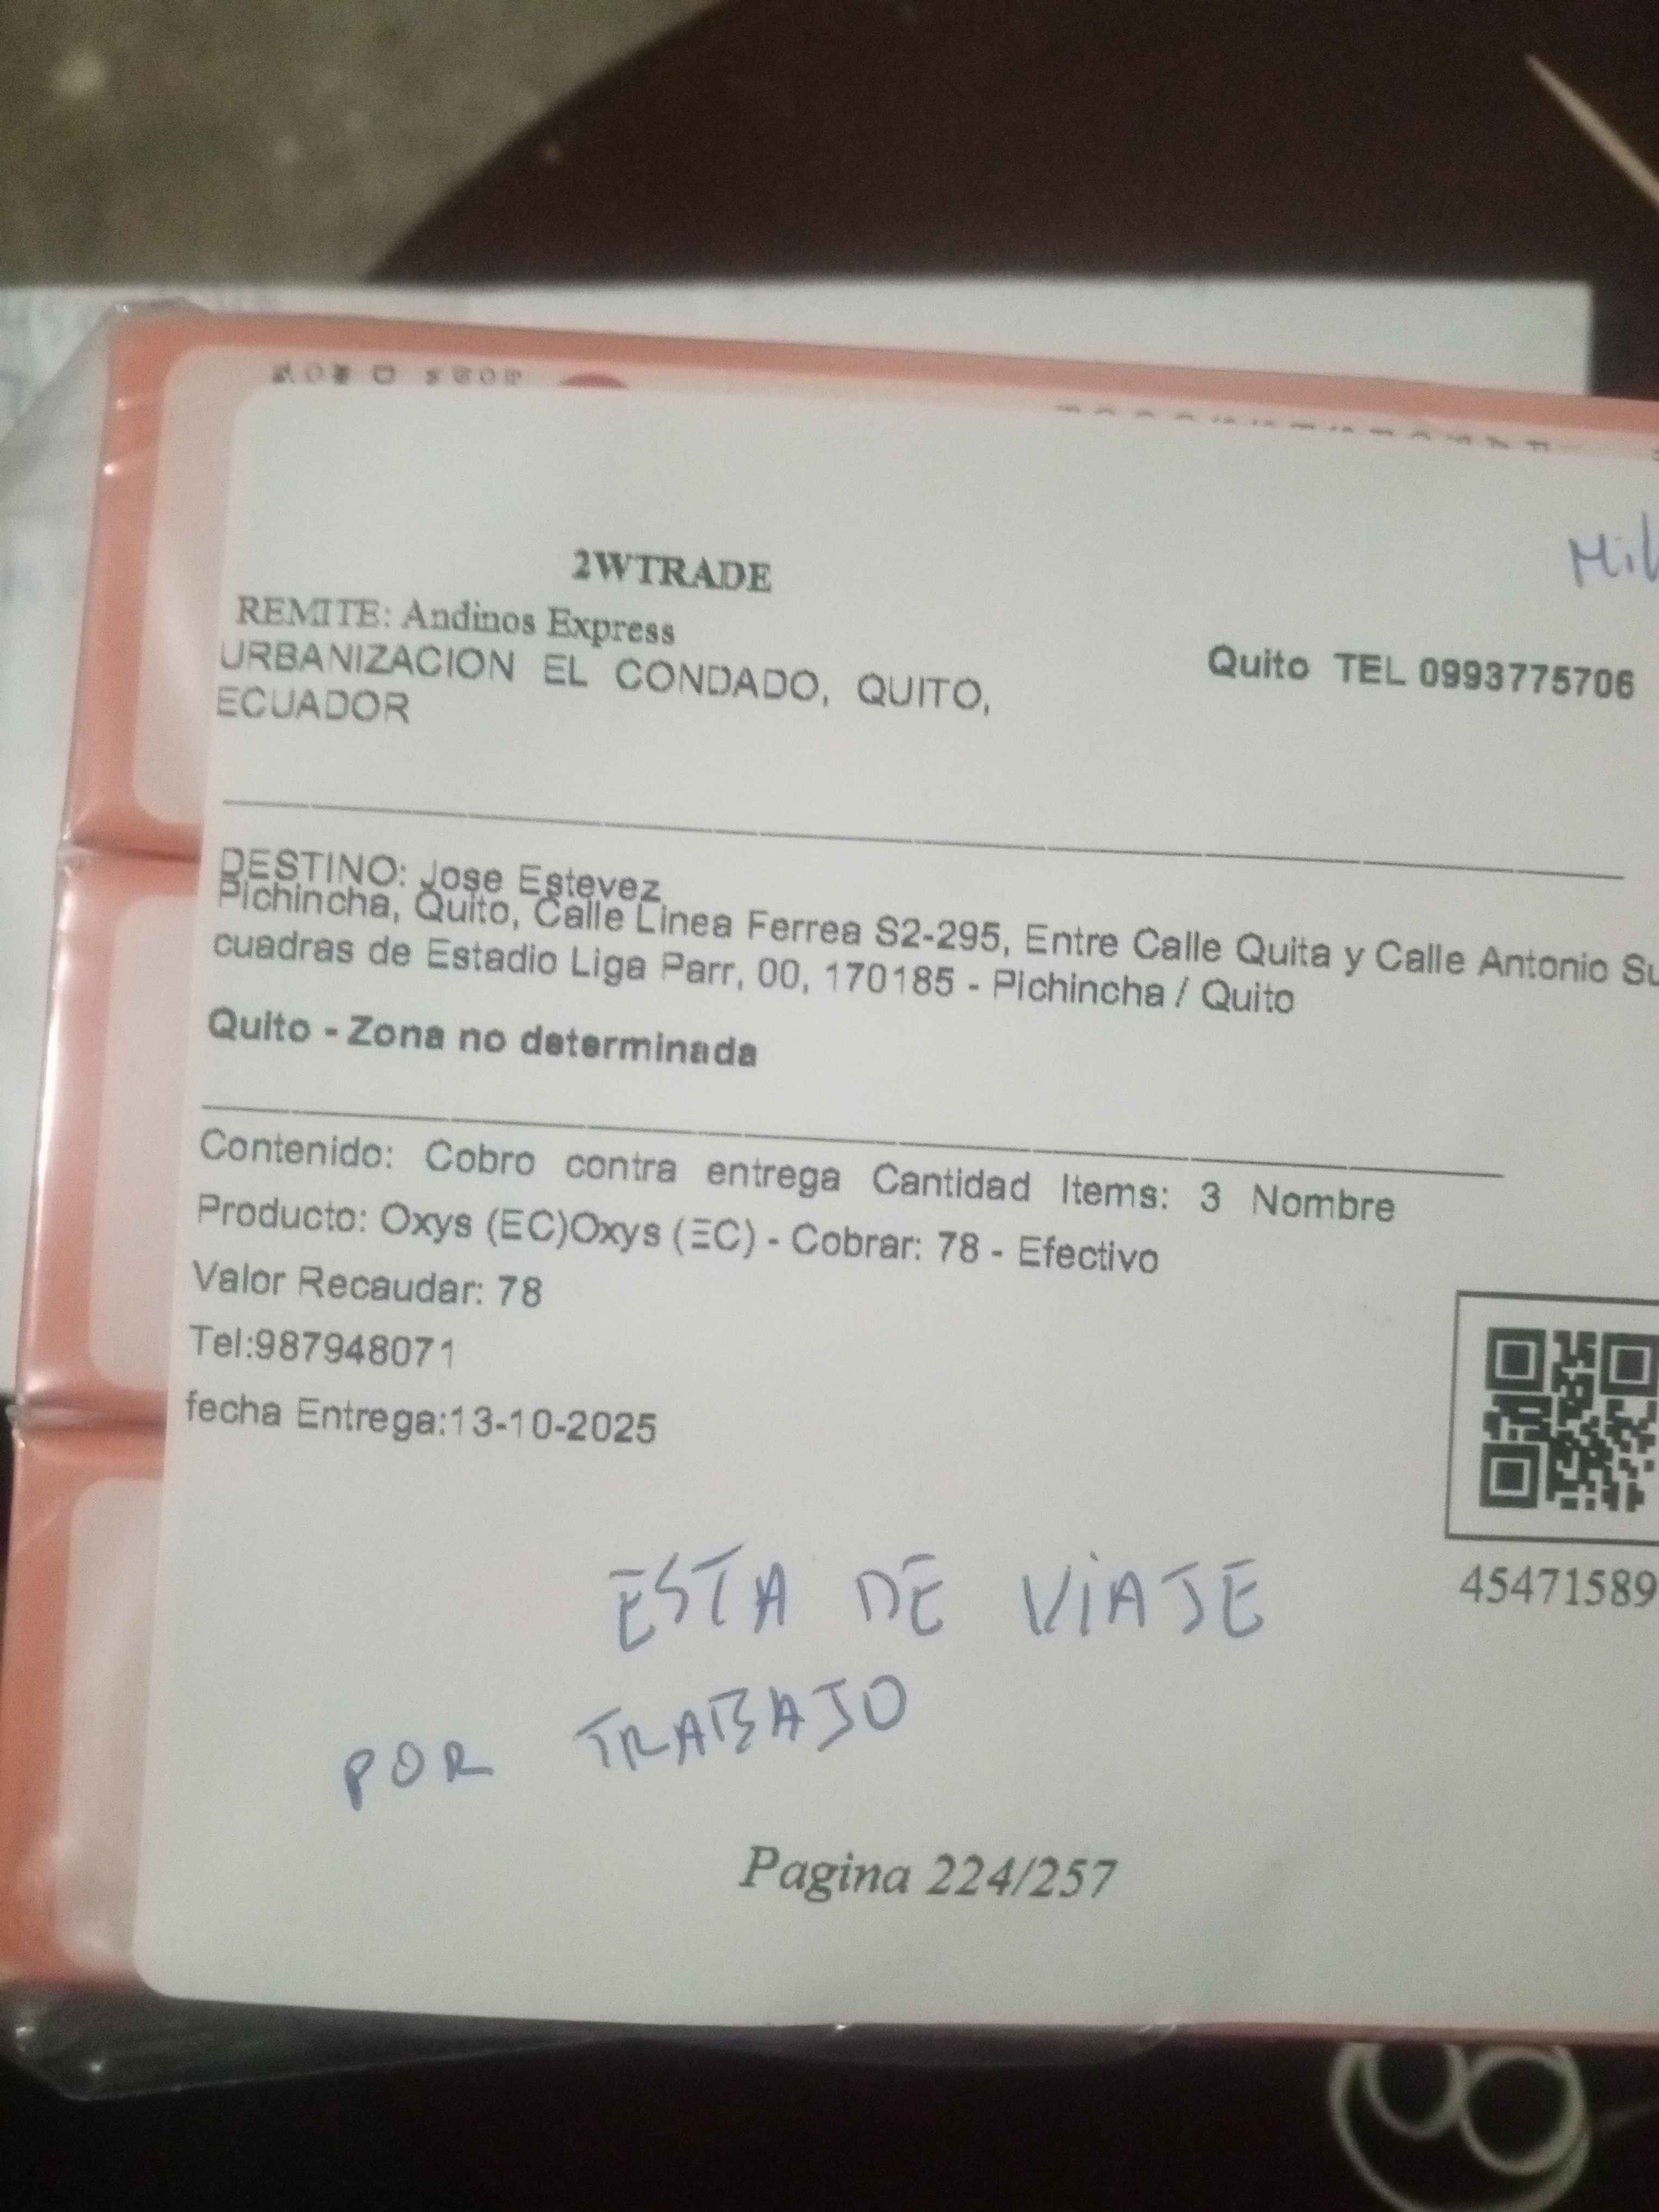 2WTRADE
REMITE: Andinos Express
URBANIZACION EL CONDADO, QUITO,
ECUADOR
Quito TEL 0993775706
DESTINO: Jose Estevez
Pichincha, Quito, Calle Linea Ferrea S2-295, Entre Calle Quita y Calle Antonio Su
cuadras de Estadio Liga Parr, 00, 170185 - Pichincha / Quito
Quito - Zona no determinada
Contenido: Cobro contra entrega Cantidad Items: 3 Nombre
Producto: Oxys (EC)Oxys (EC) - Cobrar: 78 - Efectivo
Valor Recaudar: 78
Tel:987948071
fecha Entrega:13-10-2025
45471589
ESTA DE VIAJE
POR TRABAJO
Pagina 224/257